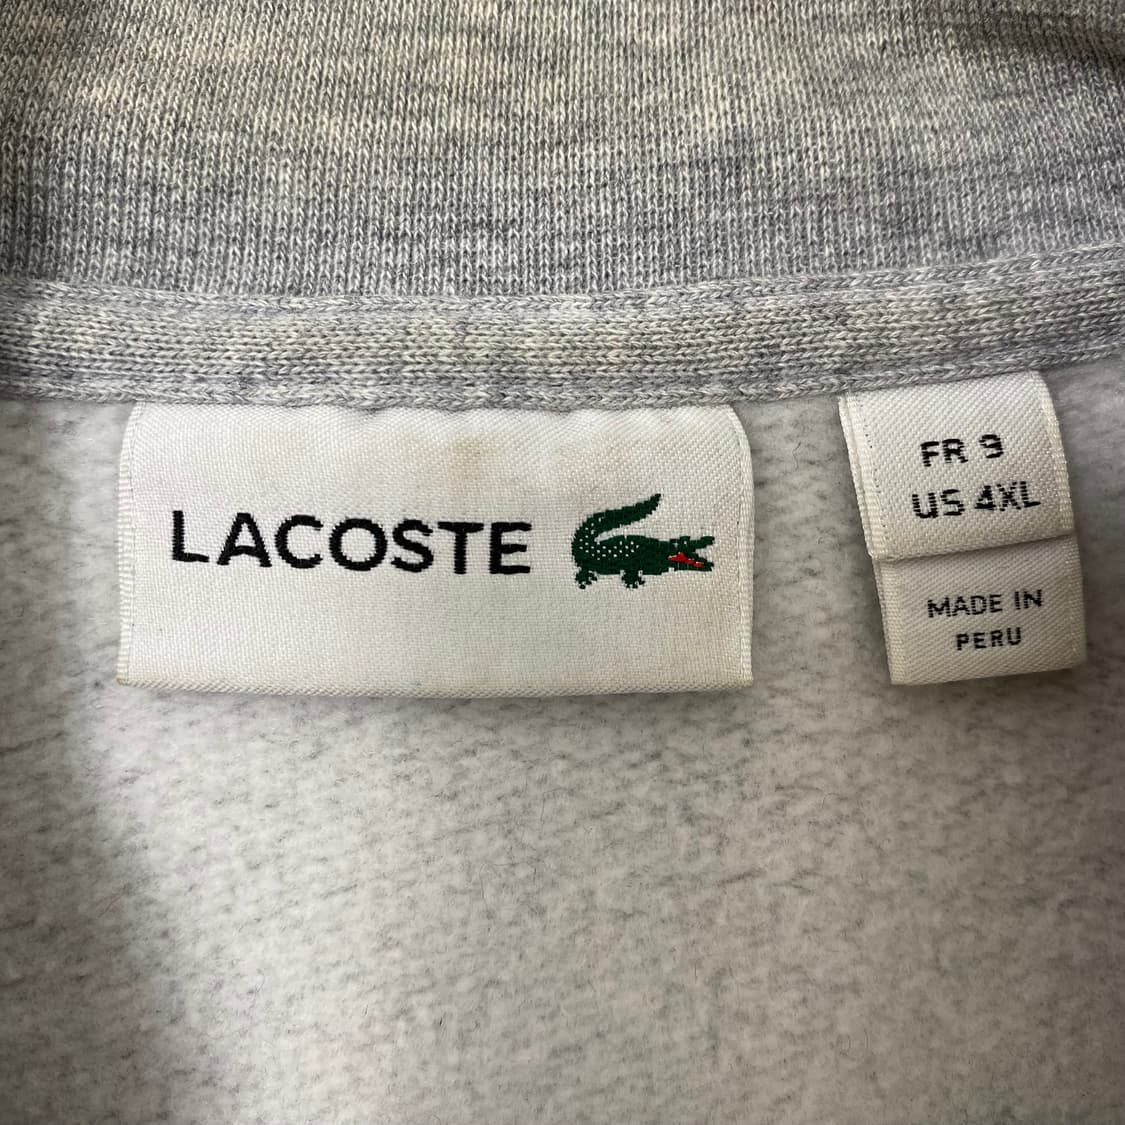 LACOSTE
FR 9
US 4XL
MADE IN
PERU